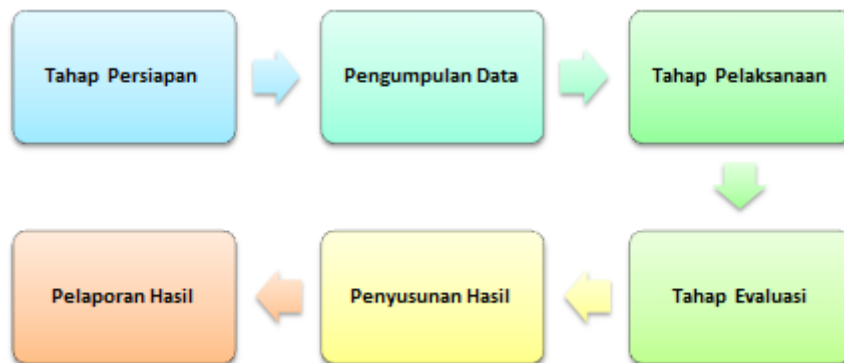 Tahap Persiapan
Pengumpulan Data
Tahap Pelaksanaan
Tahap Evaluasi
Penyusunan Hasil
Pelaporan Hasil